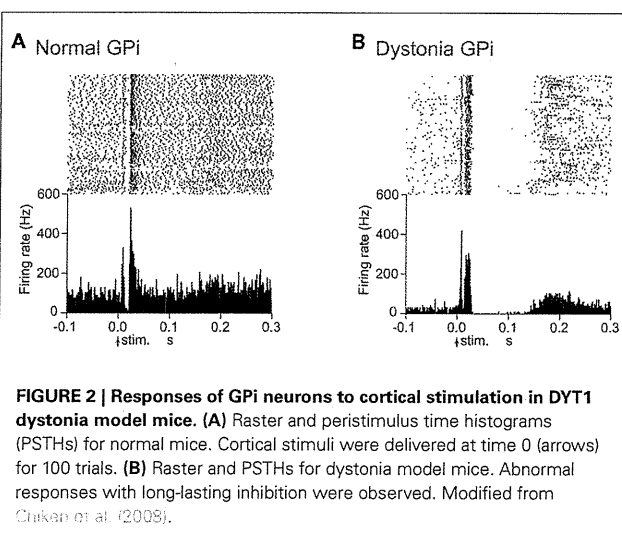 A Normal GPi
B Dystonia GPi
600
400
200
0
Firing rate (Hz)
-0.1 0.0 0.1 0.2 0.3
stim. s
600
400
200
0
Firing rate (Hz)
-0.1 0.0 0.1 0.2 0.3
stim. s
FIGURE 2 | Responses of GPi neurons to cortical stimulation in DYT1
dystonia model mice. (A) Raster and peristimulus time histograms
(PSTHs) for normal mice. Cortical stimuli were delivered at time 0 (arrows)
for 100 trials. (B) Raster and PSTHs for dystonia model mice. Abnormal
responses with long-lasting inhibition were observed. Modified from
Chiken et al. (2008).